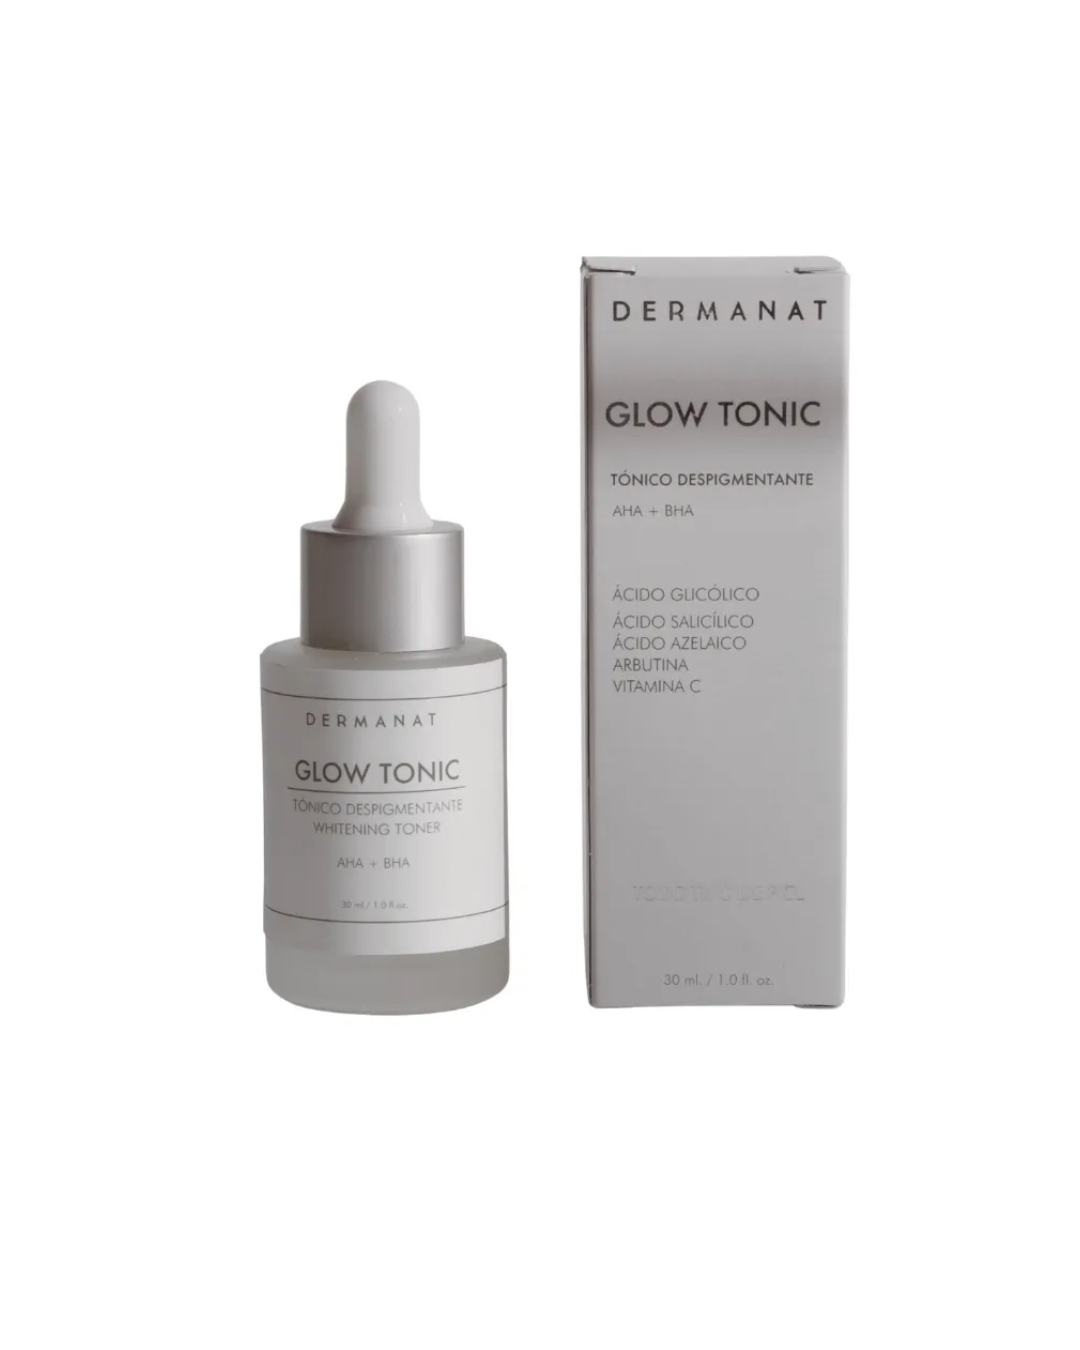 DERMANAT
GLOW TONIC
TÓNICO DESPIGMENTANTE
WHITENING TONER
AHA + BHA
30 ml / 1.0 fl oz.
DERMANAT
GLOW TONIC
TÓNICO DESPIGMENTANTE
AHA + BHA
ÁCIDO GLICÓLICO
ÁCIDO SALICÍLICO
ÁCIDO AZELAICO
ARBUTINA
VITAMINA C
30 ml. / 1.0 fl. oz.